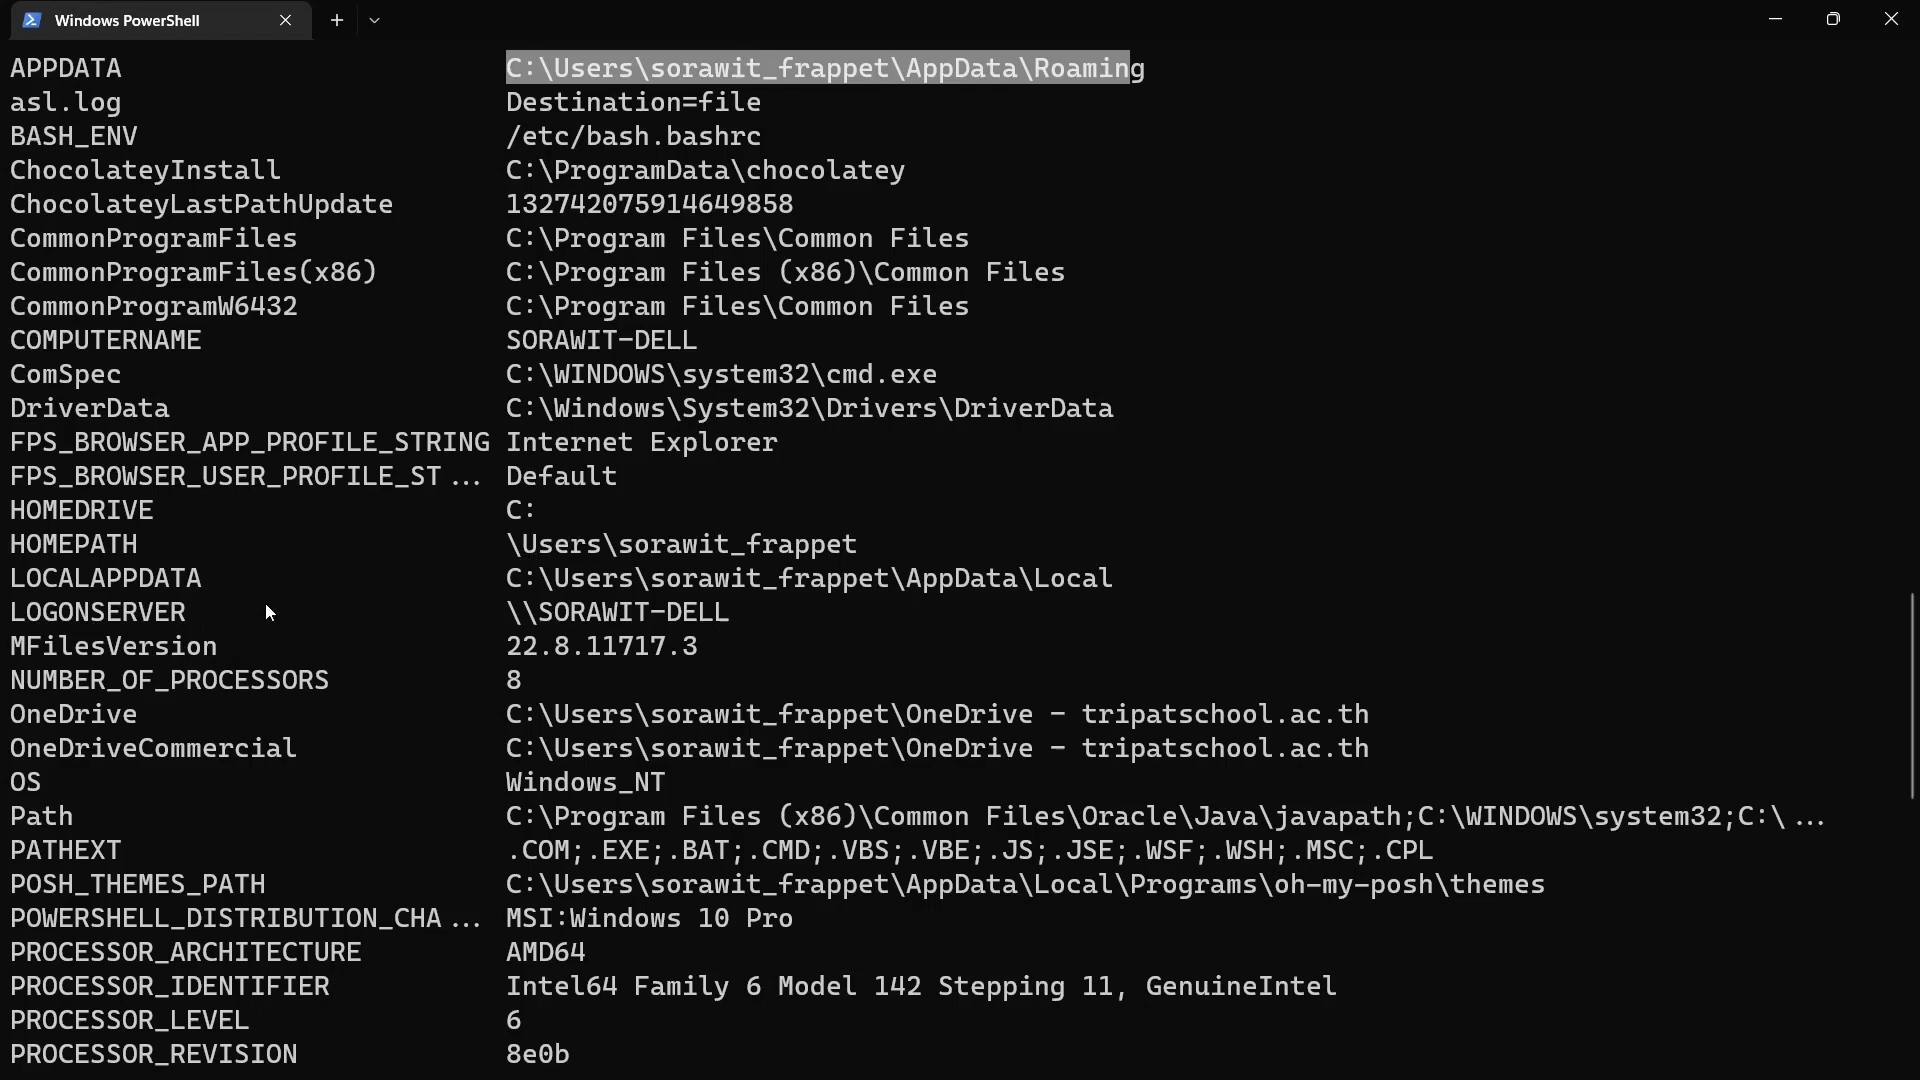 Windows PowerShell
APPDATA C:\Users\sorawit_frappet\AppData\Roaming
asl.log Destination=file
BASH_ENV /etc/bash.bashrc
ChocolateyInstall C:\ProgramData\chocolatey
ChocolateyLastPathUpdate 132742075914649858
CommonProgramFiles C:\Program Files\Common Files
CommonProgramFiles(x86) C:\Program Files (x86)\Common Files
CommonProgramW6432 C:\Program Files\Common Files
COMPUTERNAME SORAWIT-DELL
ComSpec C:\WINDOWS\system32\cmd.exe
DriverData C:\Windows\System32\Drivers\DriverData
FPS_BROWSER_APP_PROFILE_STRING Internet Explorer
FPS_BROWSER_USER_PROFILE_ST... Default
HOMEDRIVE C:
HOMEPATH \Users\sorawit_frappet
LOCALAPPDATA C:\Users\sorawit_frappet\AppData\Local
LOGONSERVER \\SORAWIT-DELL
MFilesVersion 22.8.11717.3
NUMBER_OF_PROCESSORS 8
OneDrive C:\Users\sorawit_frappet\OneDrive - tripatschool.ac.th
OneDriveCommercial C:\Users\sorawit_frappet\OneDrive - tripatschool.ac.th
OS Windows_NT
Path C:\Program Files (x86)\Common Files\Oracle\Java\javapath;C:\WINDOWS\system32;C:\...
PATHEXT .COM;.EXE;.BAT;.CMD;.VBS;.VBE;.JS;.JSE;.WSF;.WSH;.MSC;.CPL
POSH_THEMES_PATH C:\Users\sorawit_frappet\AppData\Local\Programs\oh-my-posh\themes
POWERSHELL_DISTRIBUTION_CHA... MSI:Windows 10 Pro
PROCESSOR_ARCHITECTURE AMD64
PROCESSOR_IDENTIFIER Intel64 Family 6 Model 142 Stepping 11, GenuineIntel
PROCESSOR_LEVEL 6
PROCESSOR_REVISION 8e0b